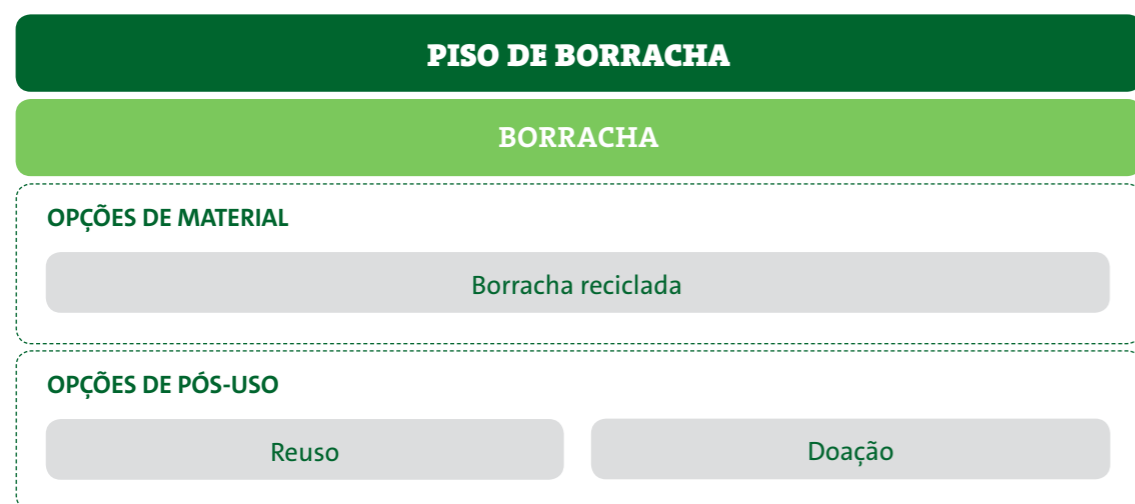 PISO DE BORRACHA
BORRACHA
OPÇÕES DE MATERIAL
Borracha reciclada
OPÇÕES DE PÓS-USO
Reuso
Doação